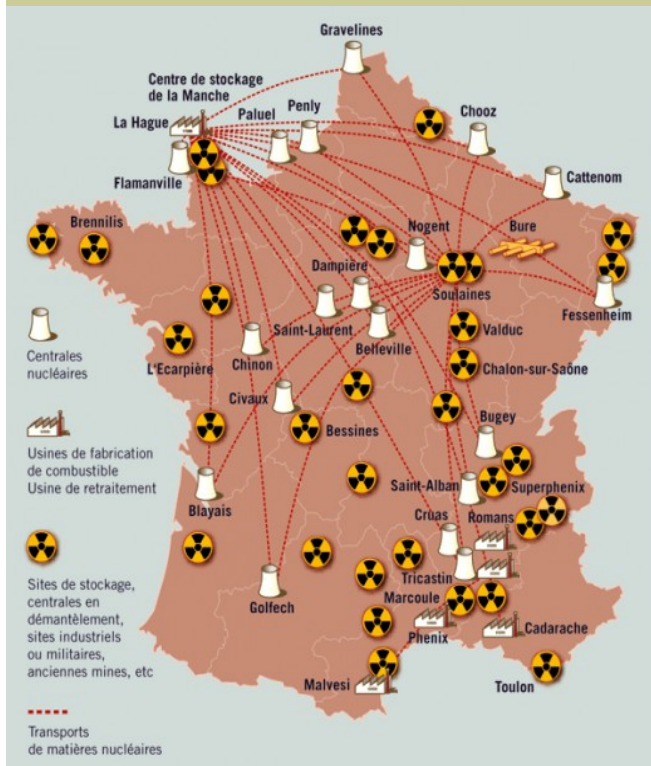 Gravelines
Centre de stockage
de la Manche
Penly
Paluel
Chooz
La Hague
Cattenom
Flamanville
Brennilis
Nogent
Bure
Dampière
Soulaines
Fessenheim
Saint-Laurent
Belleville
Valduc
Centrales
nucléaires
L'Ecarpière
Chinon
Chalon-sur-Saône
Civaux
Bugey
Bessines
Usines de fabrication
de combustible
Usine de retraitement
Saint-Alban
Superphenix
Blayais
Cruas
Romans
Tricastin
Marcoule
Sites de stockage,
centrales en
démantèlement,
sites industriels
ou militaires,
anciennes mines, etc
Golfech
Phenix
Cadarache
Malvesi
Toulon
Transports
de matières nucléaires